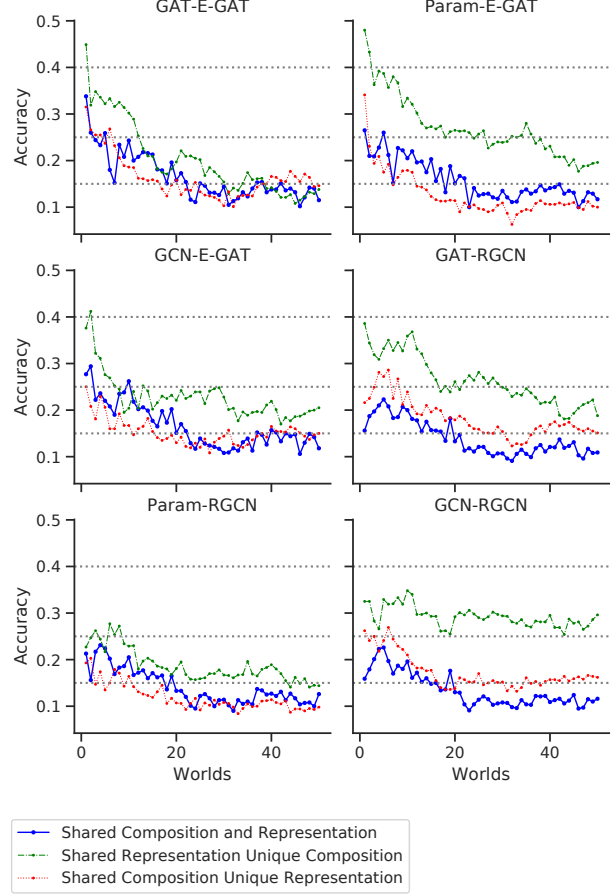 GAT-E-GAT Param-E-GAT
0.5
0.4
0.3
0.2
0.1
Accuracy
GCN-E-GAT GAT-RGCN
0.5
0.4
0.3
0.2
0.1
Accuracy
Param-RGCN GCN-RGCN
0.5
0.4
0.3
0.2
0.1
Accuracy
0 20 40 0 20 40
Worlds Worlds
Shared Composition and Representation
Shared Representation Unique Composition
Shared Composition Unique Representation